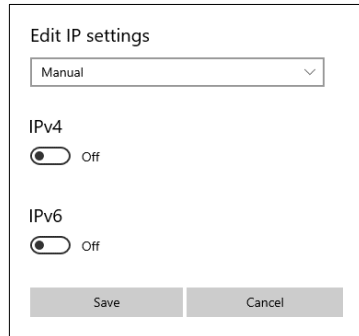 Edit IP settings
Manual
IPv4
Off
IPv6
Off
Save Cancel